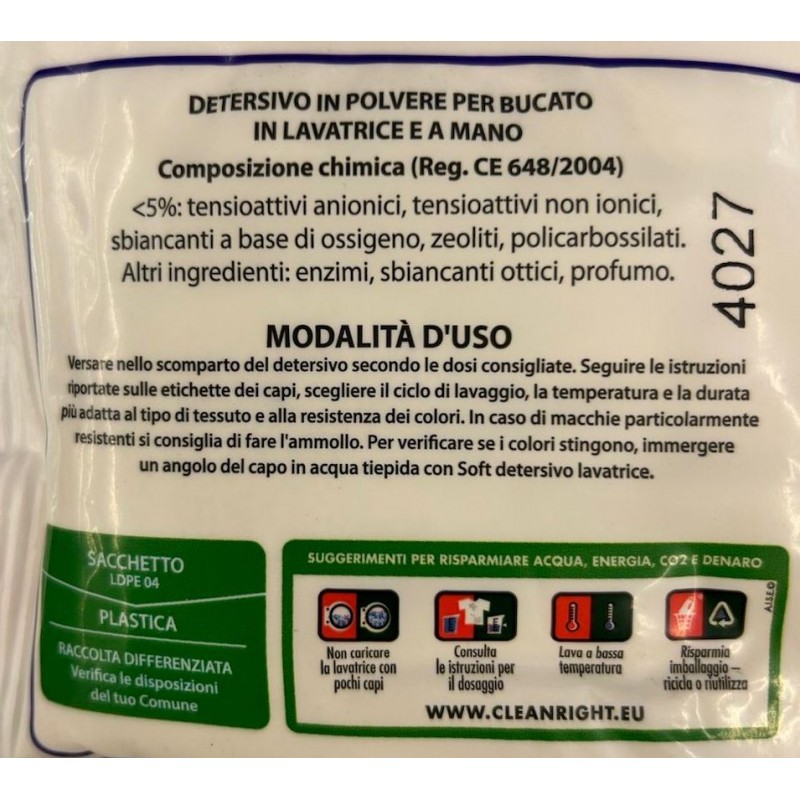 DETERSIVO IN POLVERE PER BUCATO
IN LAVATRICE E A MANO
Composizione chimica (Reg. CE 648/2004)
<5%: tensioattivi anionici, tensioattivi non ionici,
sbiancanti a base di ossigeno, zeoliti, policarbossilati.
Altri ingredienti: enzimi, sbiancanti ottici, profumo.
4027
MODALITÀ D'USO
Versare nello scomparto del detersivo secondo le dosi consigliate. Seguire le istruzioni
riportate sulle etichette dei capi, scegliere il ciclo di lavaggio, la temperatura e la durata
più adatta al tipo di tessuto e alla resistenza dei colori. In caso di macchie particolarmente
resistenti si consiglia di fare l'ammollo. Per verificare se i colori stingono, immergere
un angolo del capo in acqua tiepida con Soft detersivo lavatrice.
SACCHETTO
LDPE 04
PLASTICA
RACCOLTA DIFFERENZIATA
Verifica le disposizioni
del tuo Comune
SUGGERIMENTI PER RISPARMIARE ACQUA, ENERGIA, CO2 E DENARO
Non caricare
la lavatrice con
pochi capi
Consulta
le istruzioni per
il dosaggio
Lava a bassa
temperatura
Risparmia
imballaggio –
ricicla o riutilizza
A.I.S.E.©
WWW.CLEANRIGHT.EU